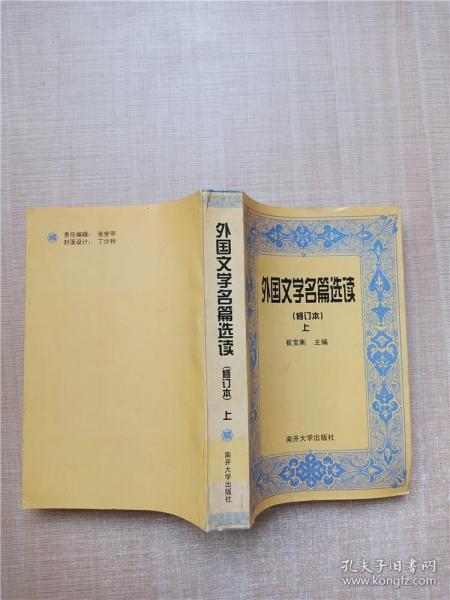 责任编辑： 张世甲
封面设计： 丁沙铃
外国文学名篇选读（修订本） 上
南开大学出版社
外国文学名篇选读
（修订本）
上
崔宝衡 主编
南开大学出版社
孔夫子旧书网
www.kongfz.com